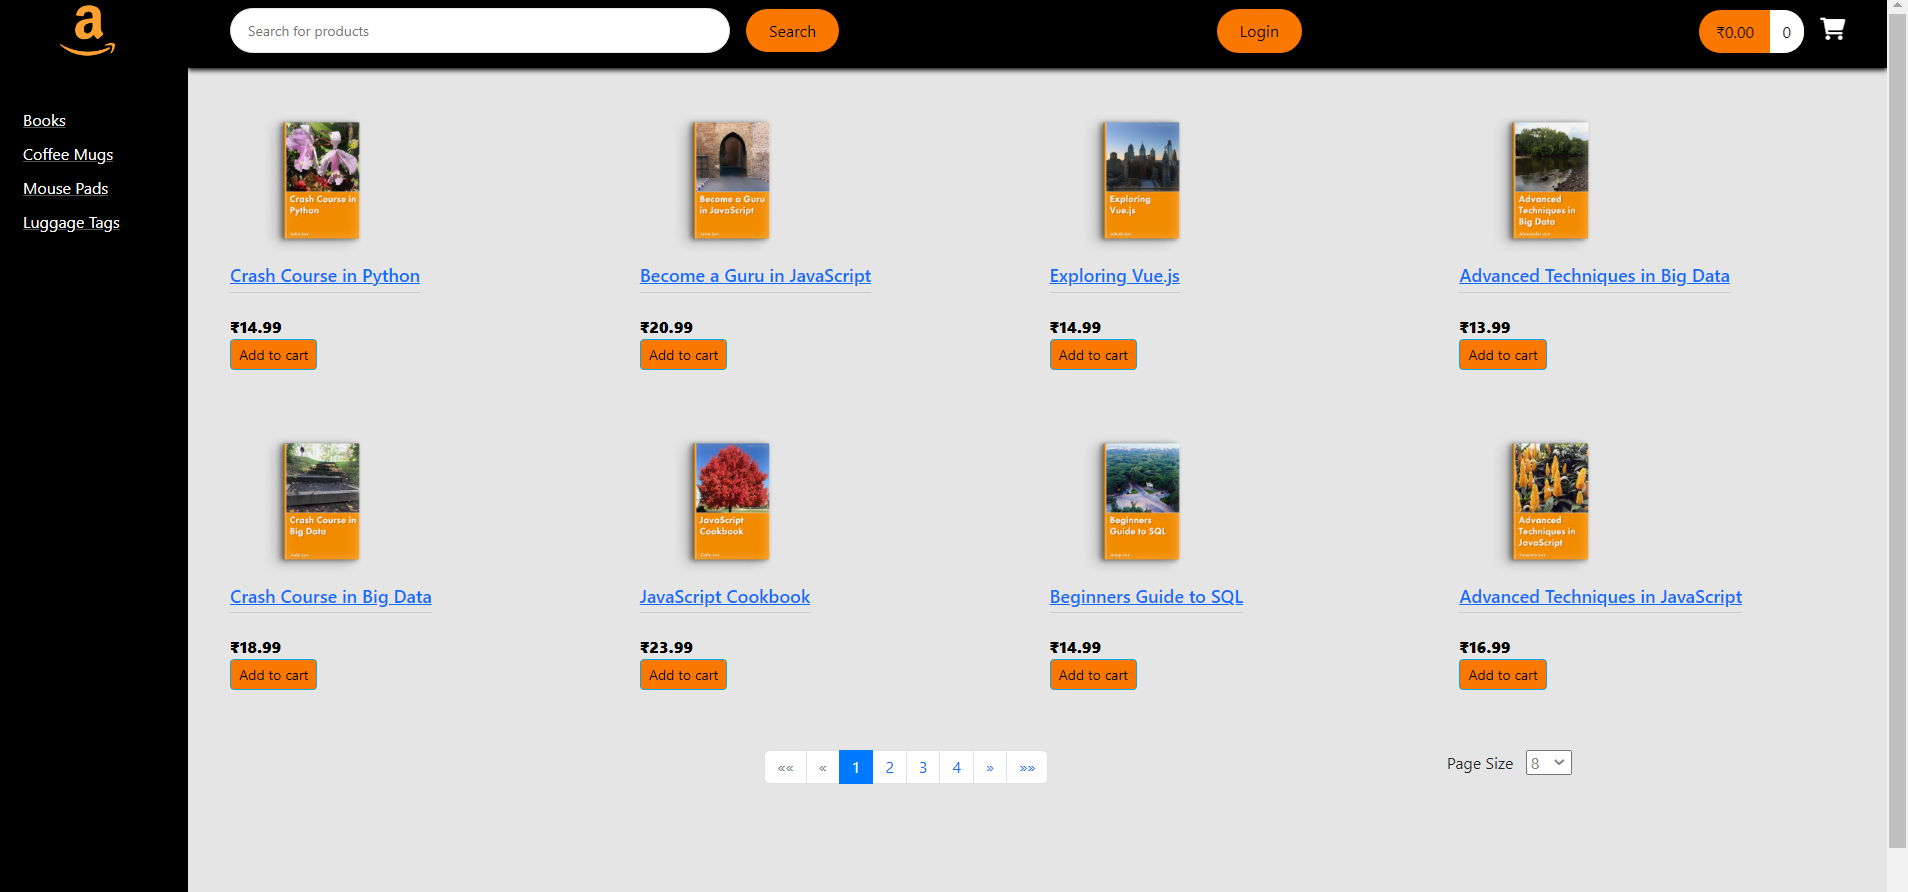 a
Search for products
Search
Login
₹0.00
0
Books
Coffee Mugs
Mouse Pads
Luggage Tags
Crash Course in
Python
Become a Guru
in JavaScript
Exploring
Vue.js
Advanced
Techniques in
Big Data
Crash Course in Python
Become a Guru in JavaScript
Exploring Vue.js
Advanced Techniques in Big Data
₹14.99
₹20.99
₹14.99
₹13.99
Add to cart
Add to cart
Add to cart
Add to cart
Crash Course in
Big Data
JavaScript
Cookbook
Beginners
Guide to SQL
Advanced
Techniques in
JavaScript
Crash Course in Big Data
JavaScript Cookbook
Beginners Guide to SQL
Advanced Techniques in JavaScript
₹18.99
₹23.99
₹14.99
₹16.99
Add to cart
Add to cart
Add to cart
Add to cart
«« « 1 2 3 4 » »»
Page Size 8